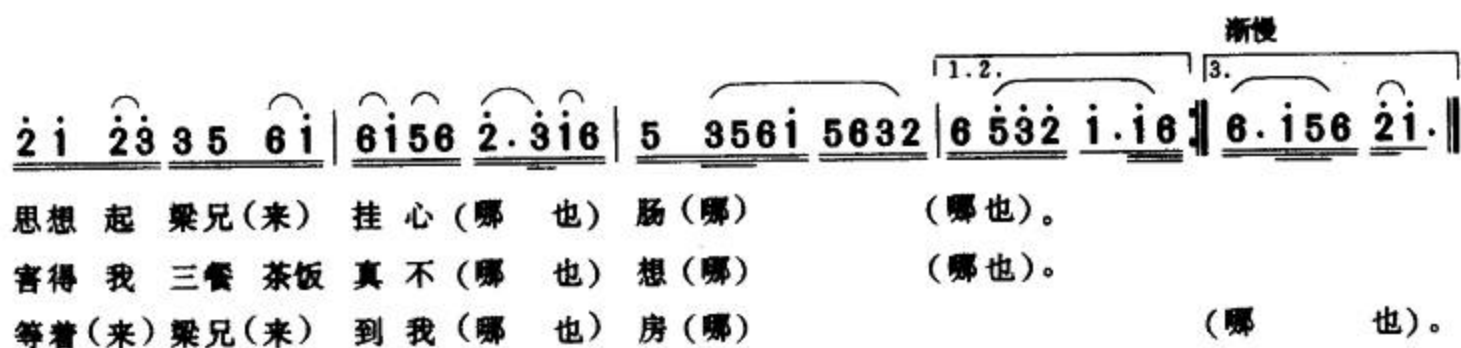 渐慢
1.2. 3.
2̇ 1̇ 2̇3̇ 3 5 6 1̇ | 6 1̇ 5 6 2̇ . 3̇ 1̇ 6 | 5 3 5 6 1̇ 5 6 3 2 | 6 5̇ 3̇ 2̇ 1̇ . 1̇ 6 :‖ 6 . 1̇ 5 6 2̇ 1̇ . ‖
思想 起 梁兄(来) 挂 心(哪 也) 肠(哪) (哪也)。
害得 我 三餐 茶饭 真 不(哪 也) 想(哪) (哪也)。
等着(来)梁兄(来) 到 我(哪 也) 房(哪) (哪 也)。